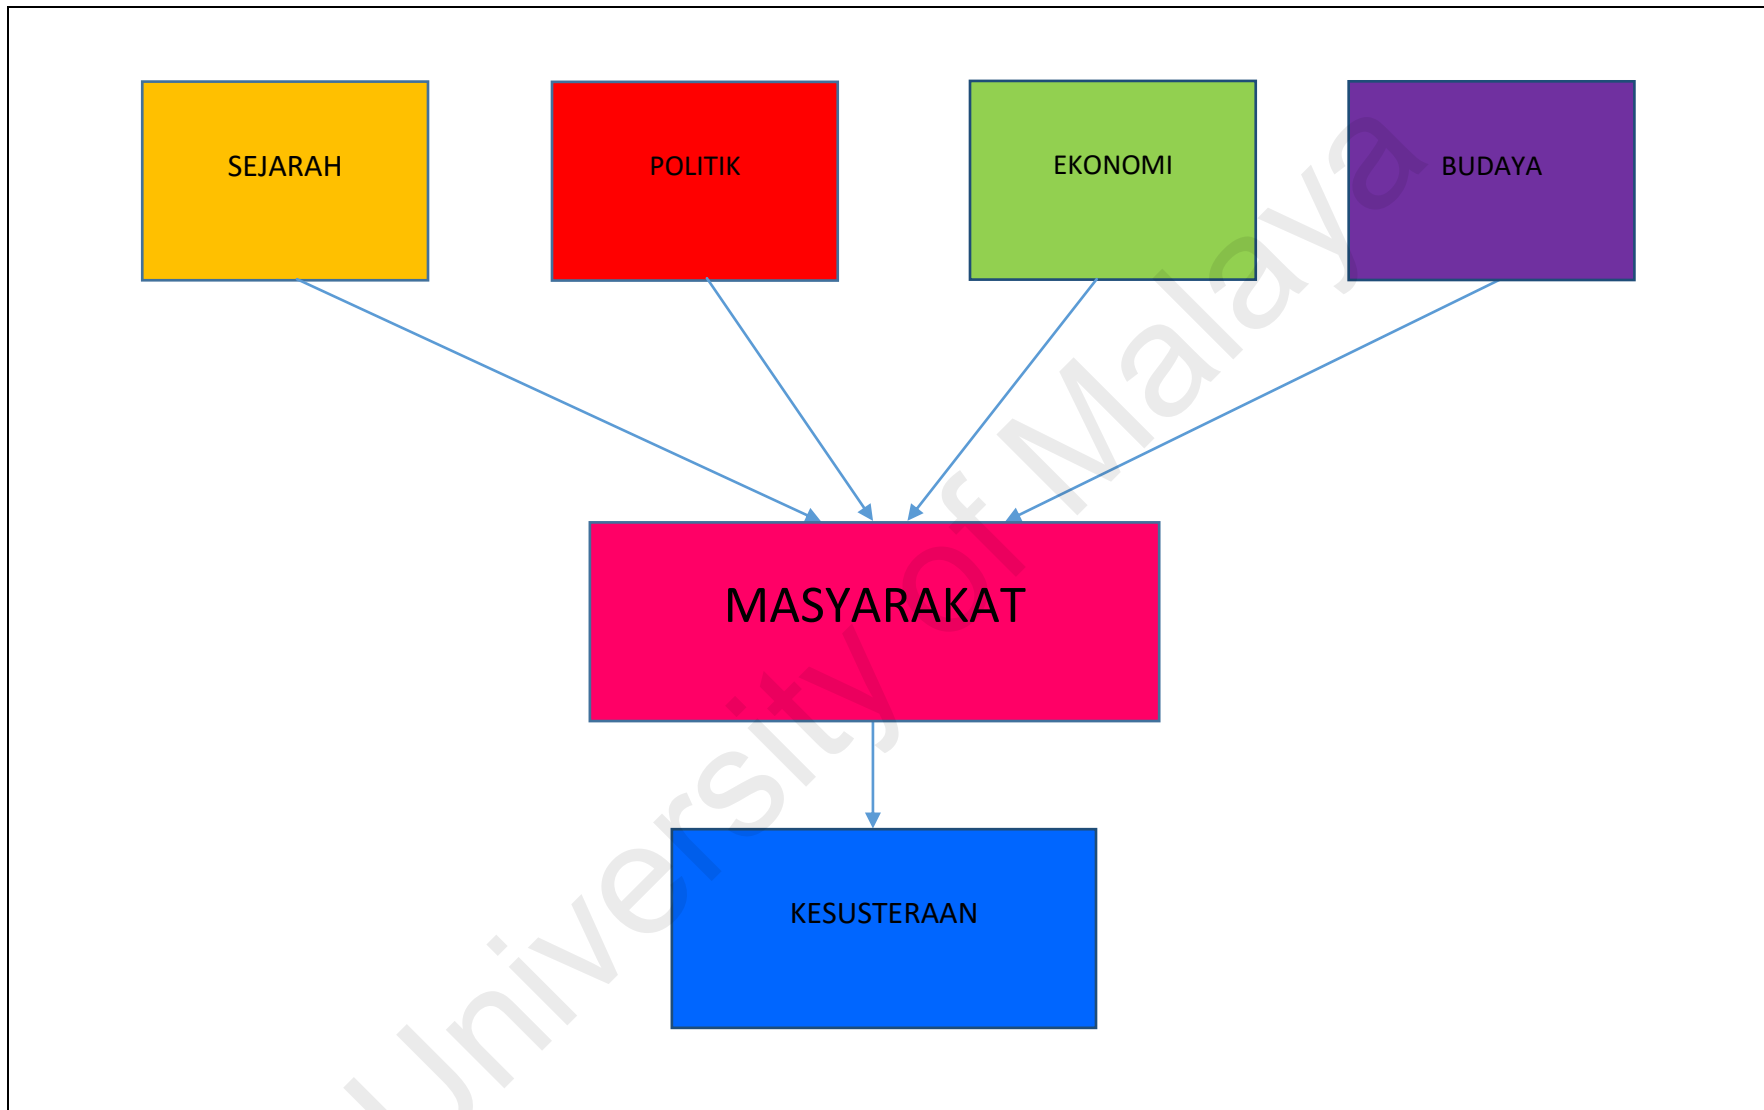 SEJARAH
POLITIK
EKONOMI
BUDAYA
MASYARAKAT
KESUSTERAAN
University of Malaya